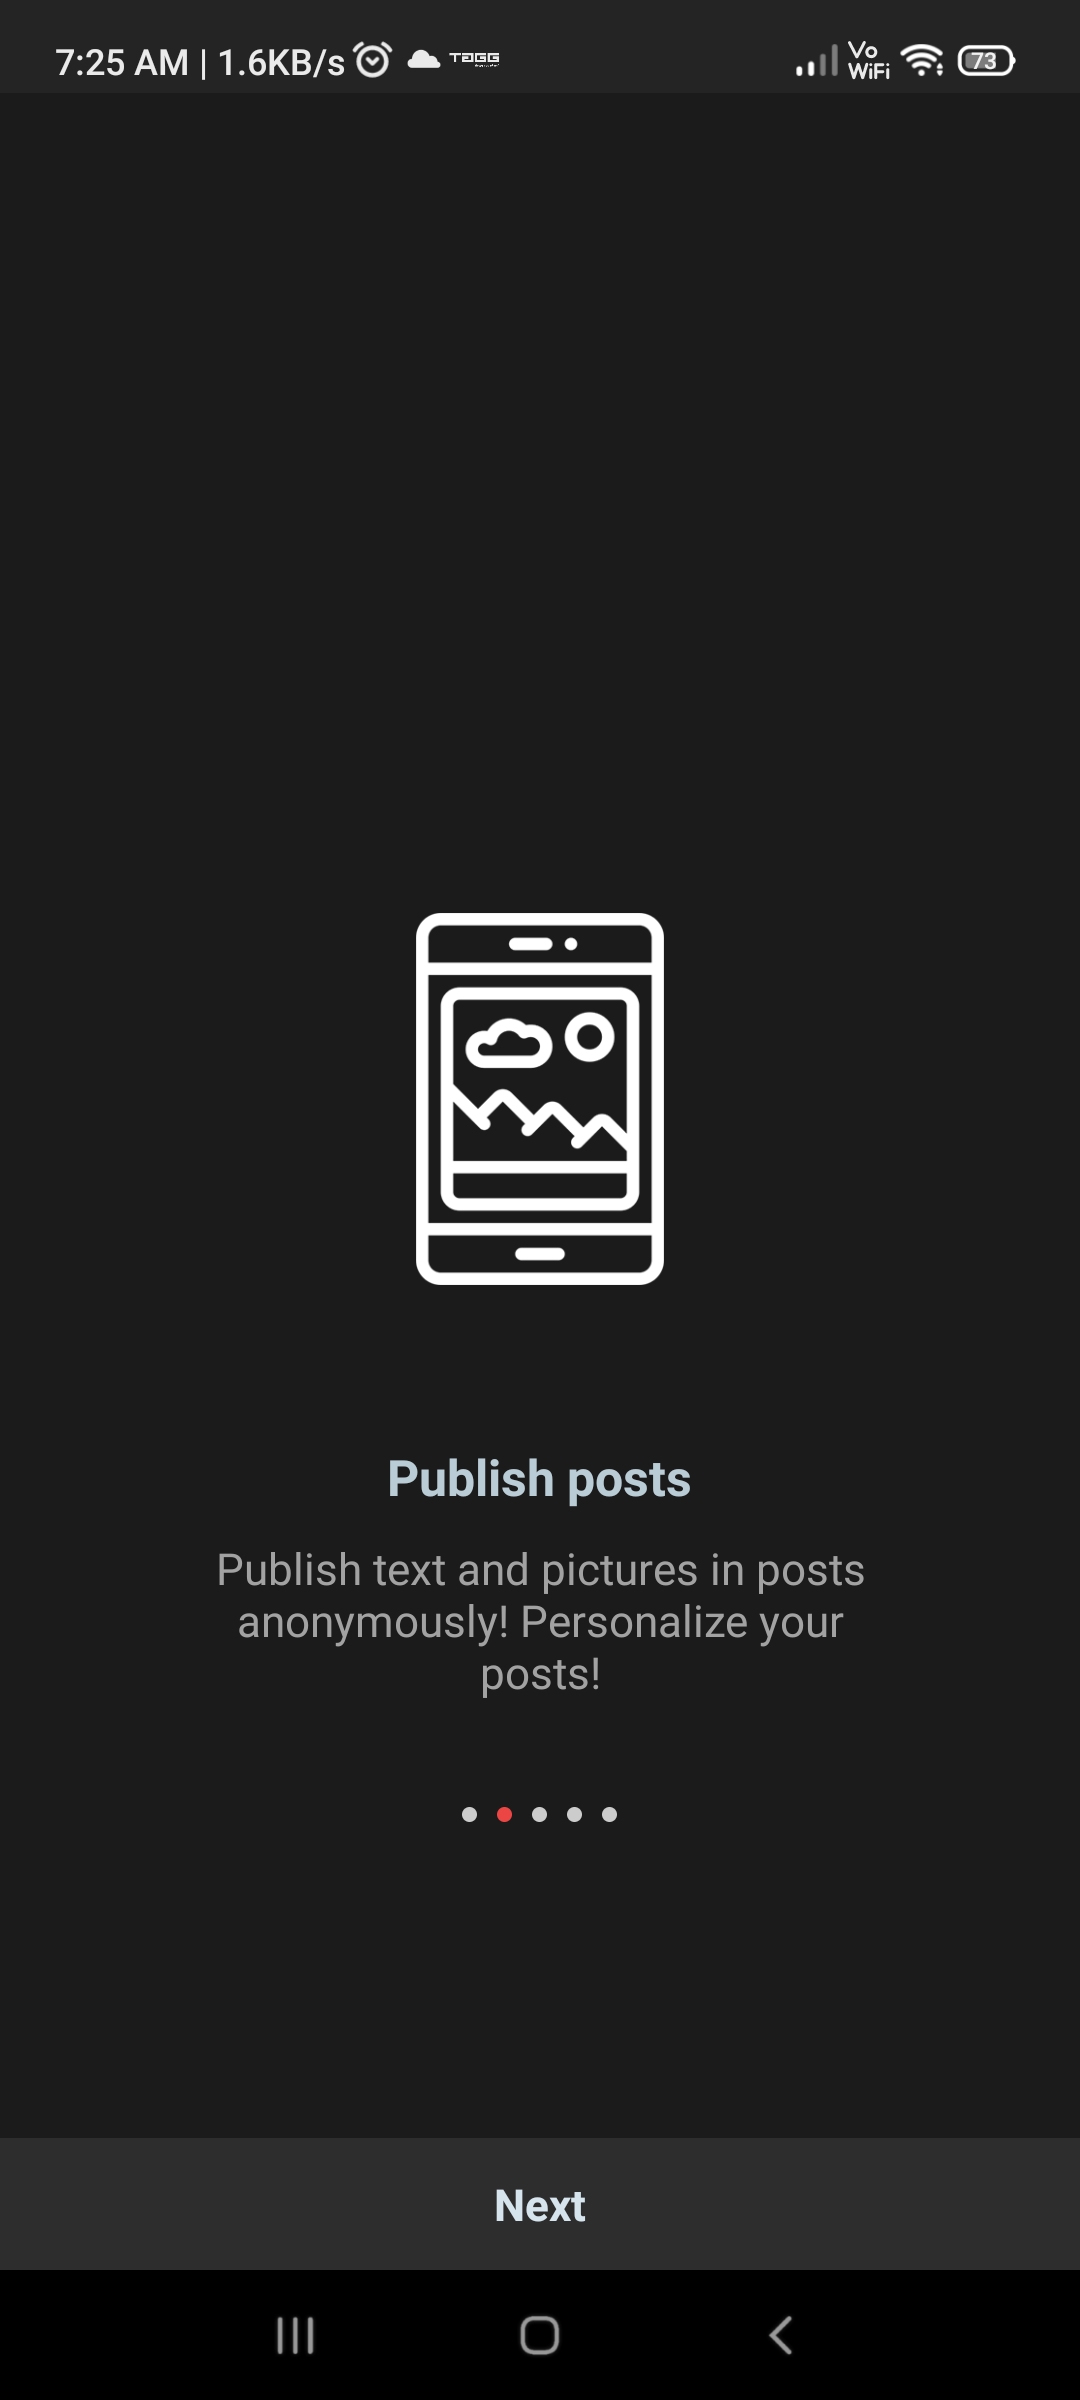 7:25 AM | 1.6KB/s TAGG Vo WiFi 73
Publish posts
Publish text and pictures in posts
anonymously! Personalize your
posts!
Next